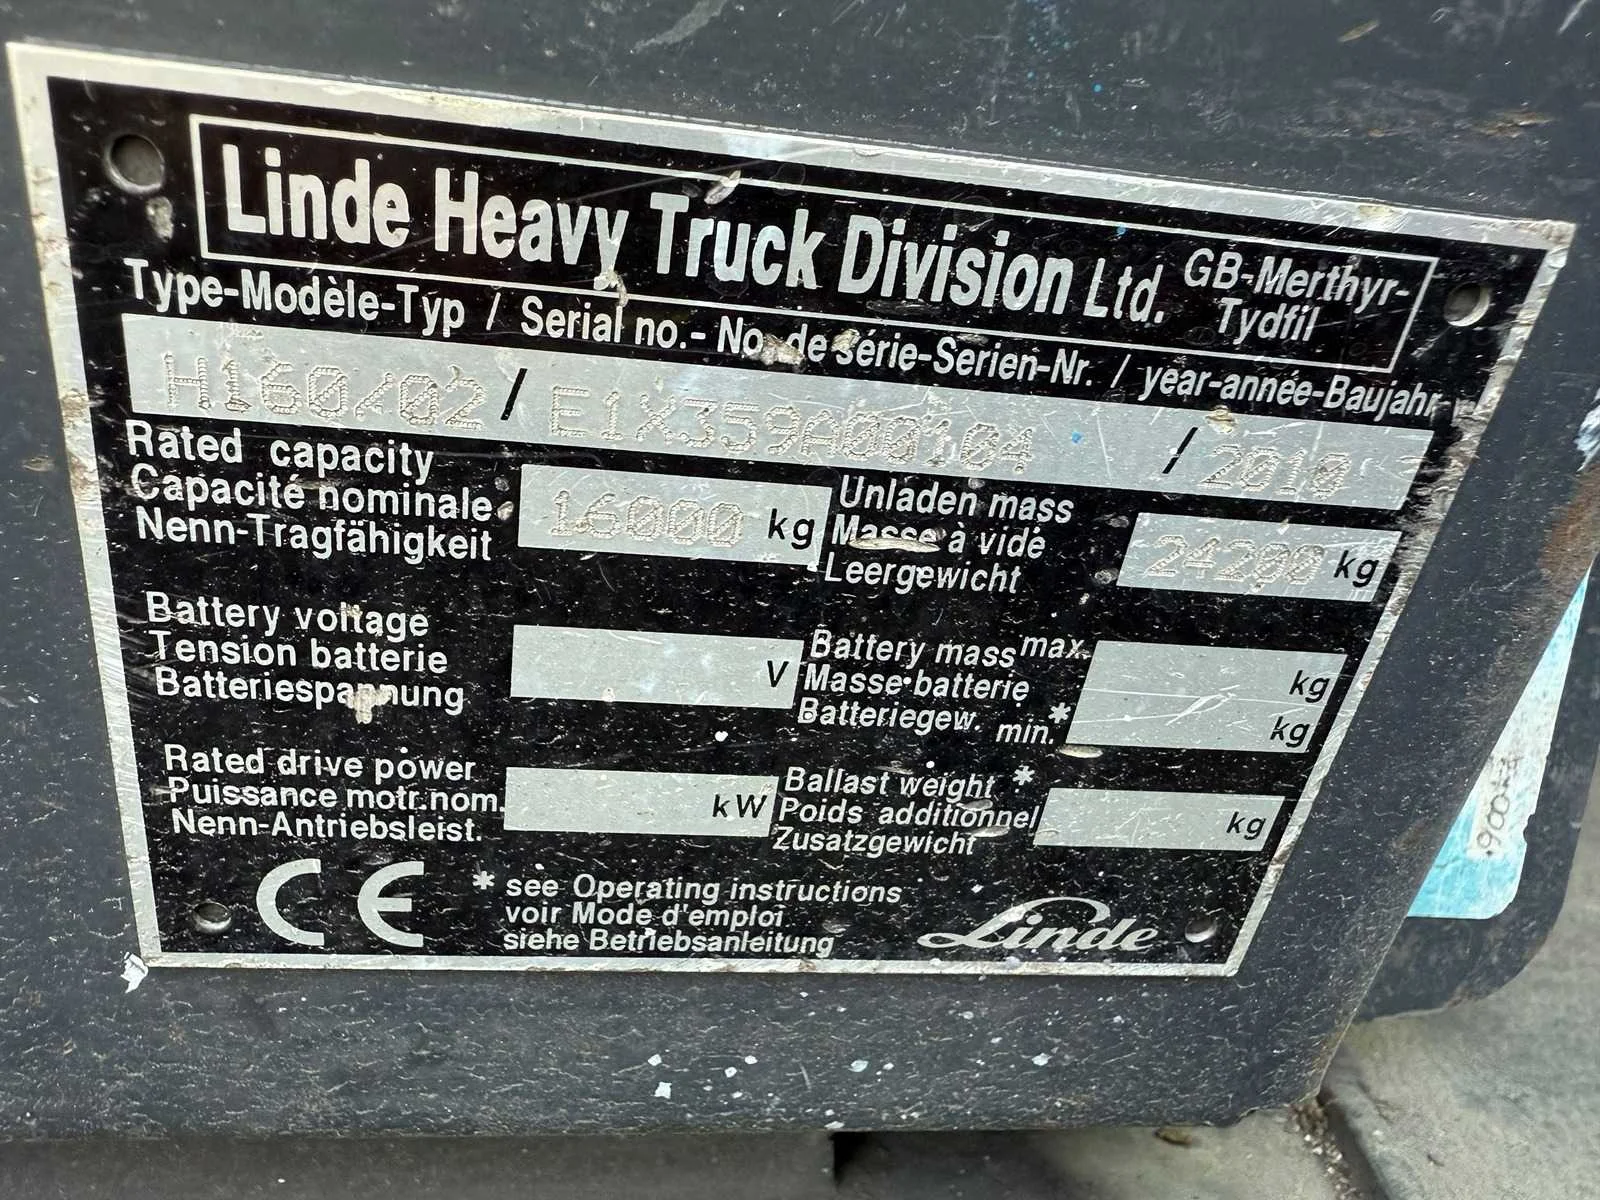 Linde Heavy Truck Division Ltd. GB-Merthyr-Tydfil
Type-Modèle-Typ / Serial no.- No. de série-Serien-Nr. / year-année-Baujahr
H160/02 / E1X359A00104 / 2010
Rated capacity
Capacité nominale
Nenn-Tragfähigkeit
16000 kg
Unladen mass
Masse à vide
Leergewicht
24200 kg
Battery voltage
Tension batterie
Batteriespannung
V
Battery mass max.
Masse batterie
Batteriegew. min.*
kg
kg
Rated drive power
Puissance motr.nom.
Nenn-Antriebsleist.
kW
Ballast weight *
Poids additionnel
Zusatzgewicht
kg
CE
* see Operating instructions
voir Mode d'emploi
siehe Betriebsanleitung
Linde